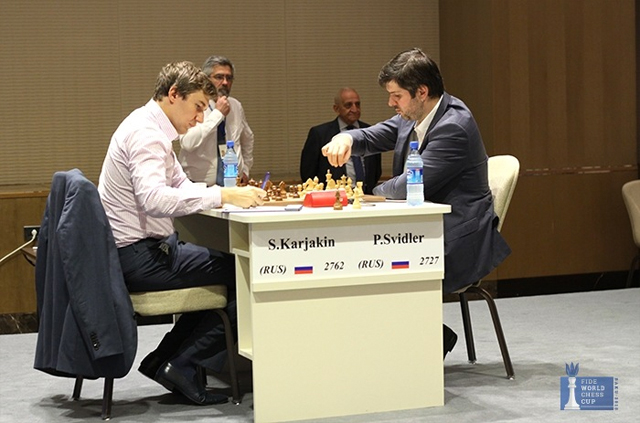 S.Karjakin P.Svidler
(RUS) 2762 (RUS) 2727
FIDE
WORLD
CHESS
CUP